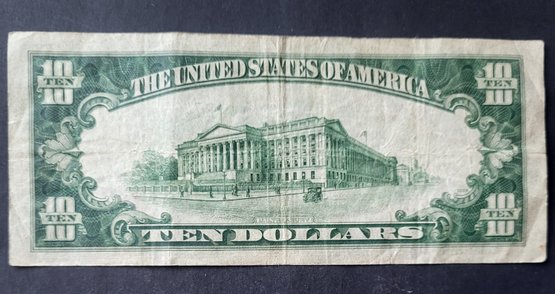 10 TEN 10 TEN
THE UNITED STATES OF AMERICA
10 TEN 10 TEN
TEN DOLLARS